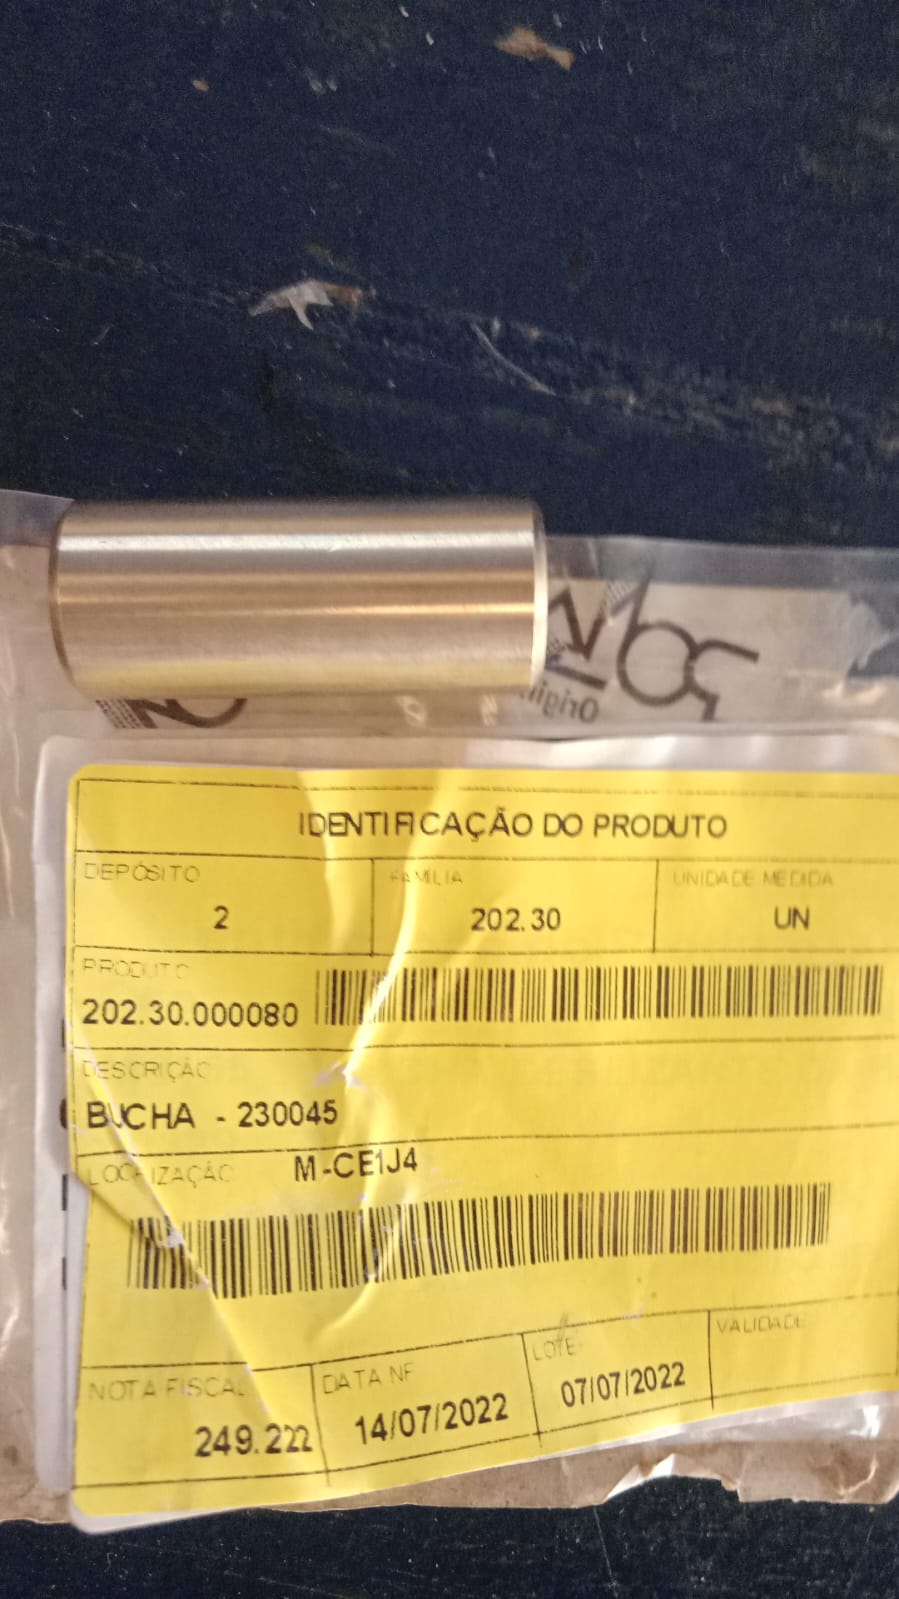 IDENTIFICAÇÃO DO PRODUTO
DEPÓSITO FAMÍLIA UNIDADE MEDIDA
2 202.30 UN
PRODUTO
202.30.000080
DESCRIÇÃO
BUCHA - 230045
LOCALIZAÇÃO M-CE1J4
NOTA FISCAL DATA NF LOTE VALIDADE
249.222 14/07/2022 07/07/2022